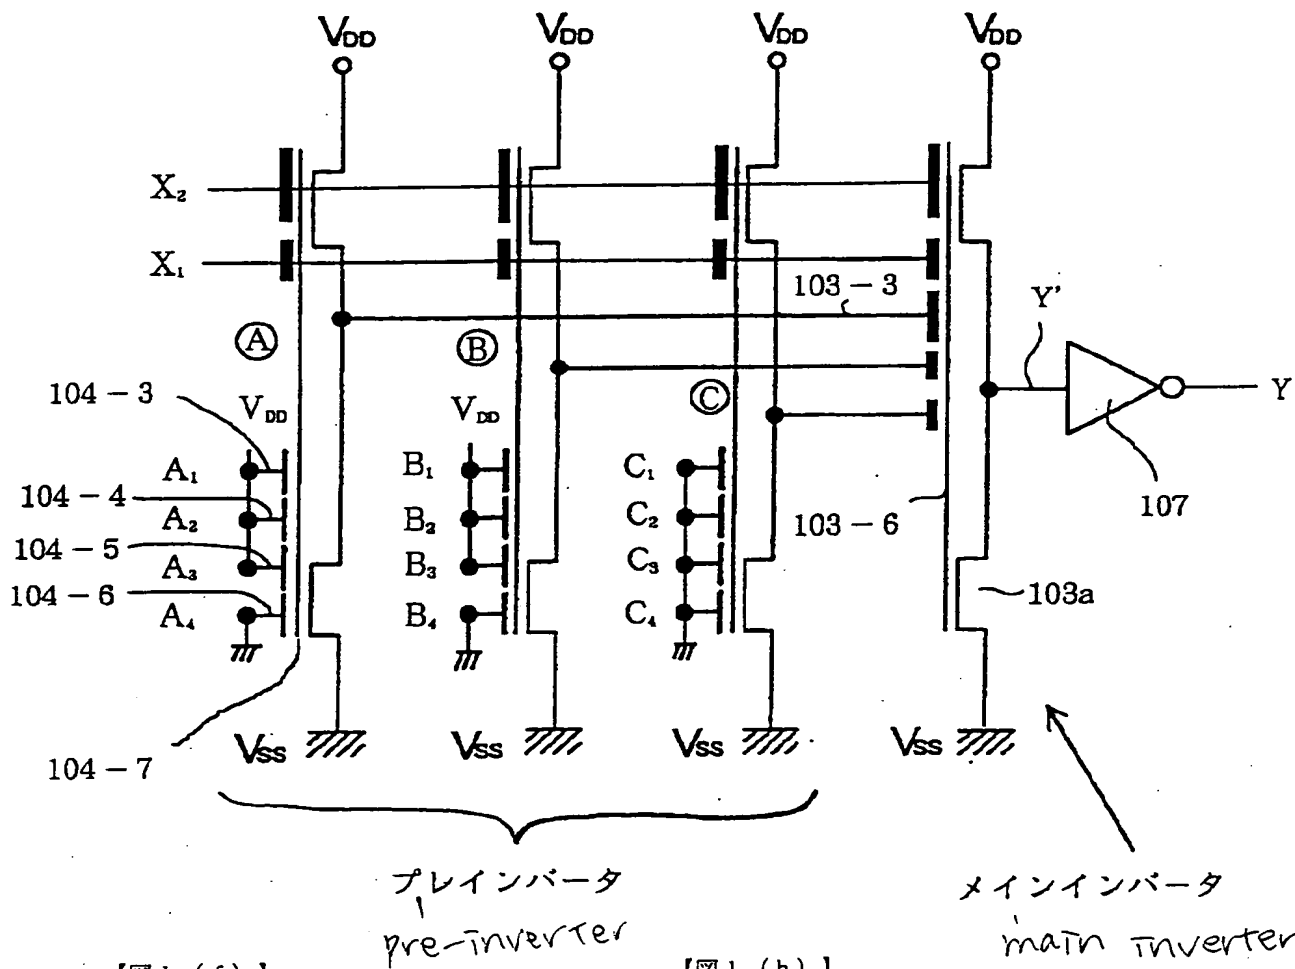 VDD VDD VDD VDD
X₂
X₁
103-3
Y'
Ⓐ Ⓑ Ⓒ
104-3 VDD VDD
Y
A₁ B₁ C₁
104-4 A₂ B₂ C₂
103-6 107
104-5 A₃ B₃ C₃
104-6 A₄ B₄ C₄
103a
104-7 VSS VSS VSS VSS
プレインバータ メインインバータ
pre-inverter main inverter